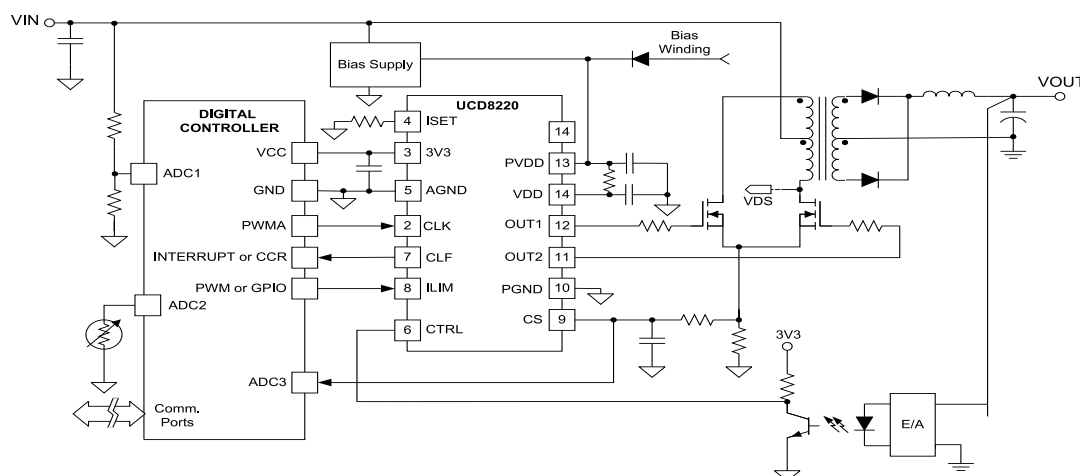 VIN
Bias Supply
Bias
Winding
VOUT
DIGITAL
CONTROLLER
UCD8220
4 ISET
14
VCC
3 3V3
PVDD 13
ADC1
GND
5 AGND
VDD 14
VDS
PWMA
2 CLK
OUT1 12
INTERRUPT or CCR
7 CLF
OUT2 11
PWM or GPIO
8 ILIM
PGND 10
ADC2
6 CTRL
CS 9
3V3
ADC3
Comm.
Ports
E/A